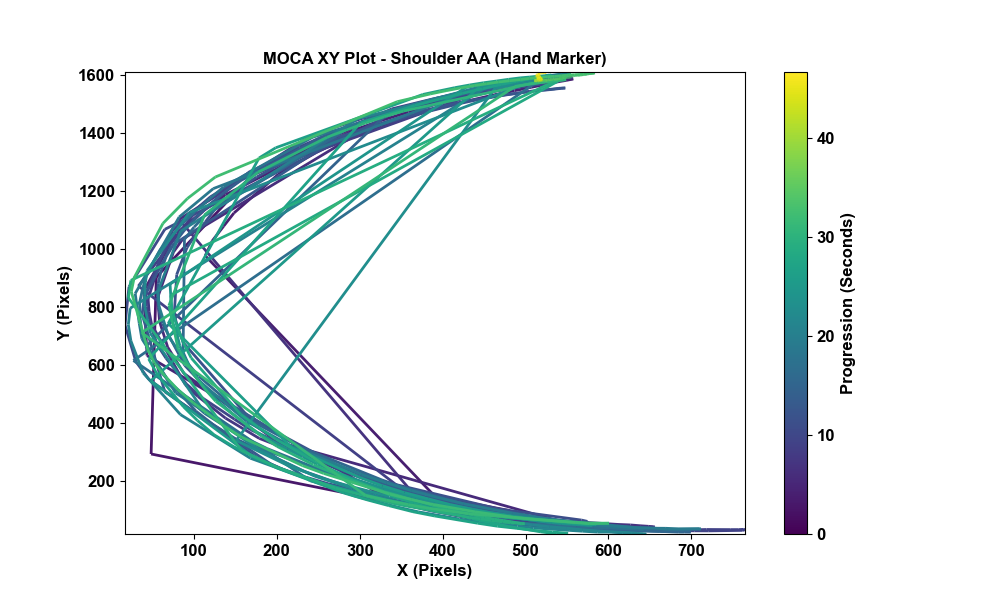 MOCA XY Plot - Shoulder AA (Hand Marker)
1600
1400
1200
1000
800
600
400
200
Y (Pixels)
100 200 300 400 500 600 700
X (Pixels)
40
30
20
10
0
Progression (Seconds)